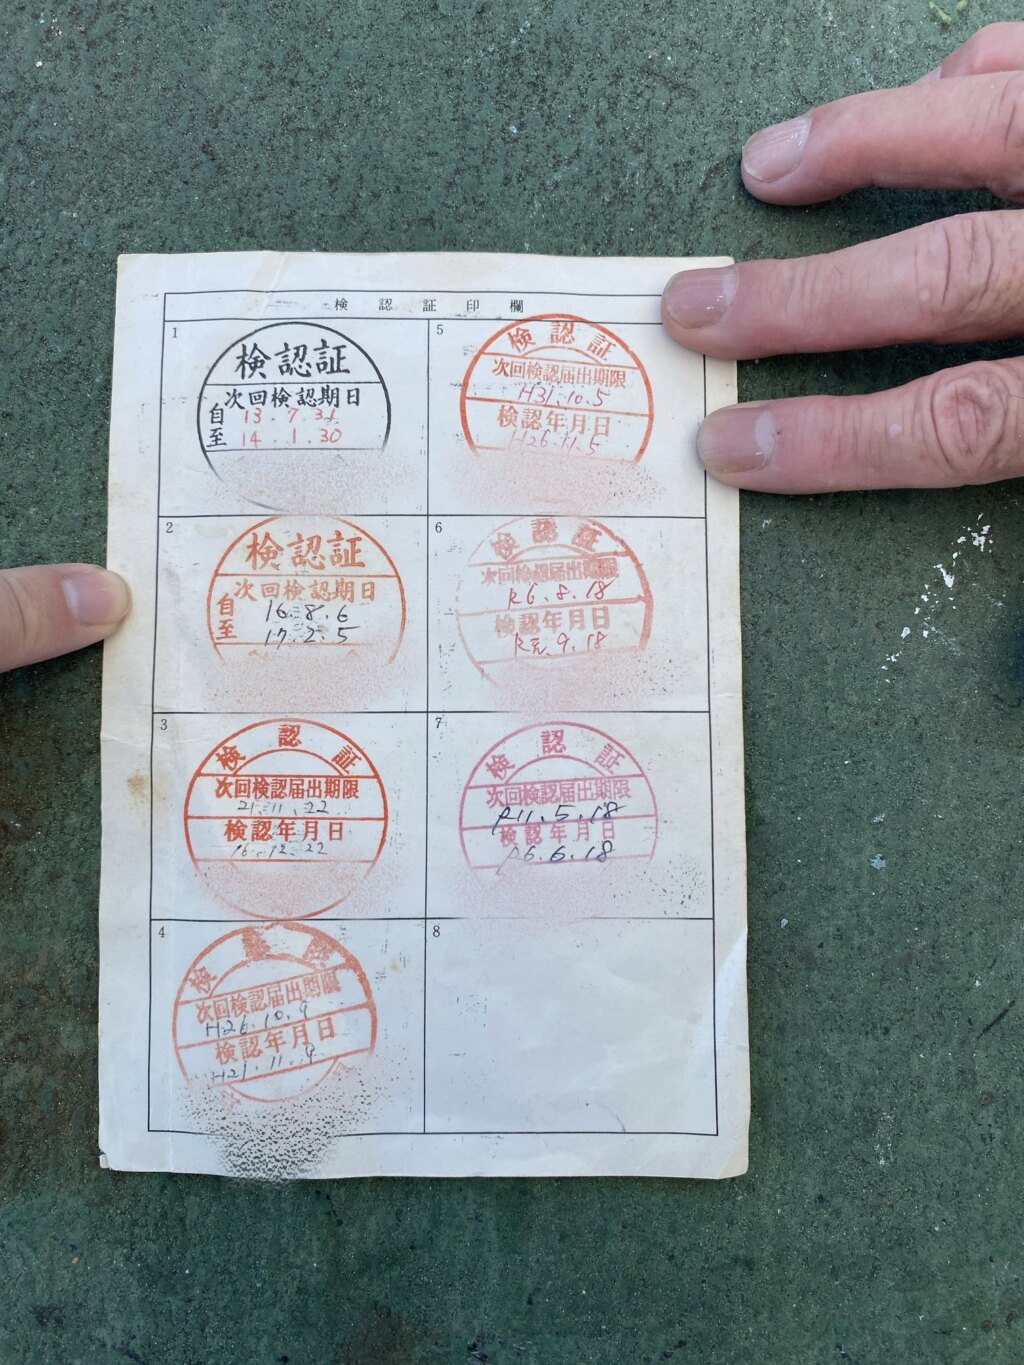 検認証印欄
1
検認証
次回検認期日
自 13.7.31
至 14.1.30
2
検認証
次回検認期日
自 16.8.6
至 17.2.5
3
検認証
次回検認届出期限
21.11.22
検認年月日
16.12.22
4
検認証
次回検認届出期限
H26.10.9
検認年月日
H21.11.9
5
検認証
次回検認届出期限
H31.10.5
検認年月日
H26.11.5
6
検認証
次回検認届出期限
R6.8.18
検認年月日
R元.9.18
7
検認証
次回検認届出期限
R11.5.18
検認年月日
R6.6.18
8